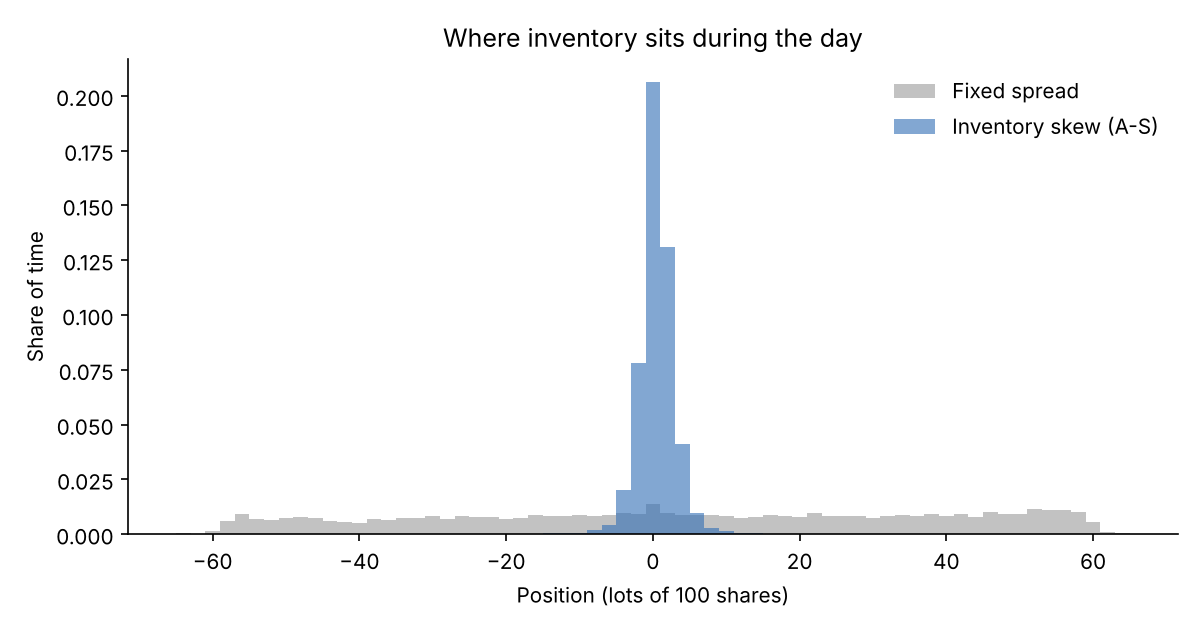 Where inventory sits during the day
Fixed spread
Inventory skew (A-S)
Share of time
0.200
0.175
0.150
0.125
0.100
0.075
0.050
0.025
0.000
−60 −40 −20 0 20 40 60
Position (lots of 100 shares)